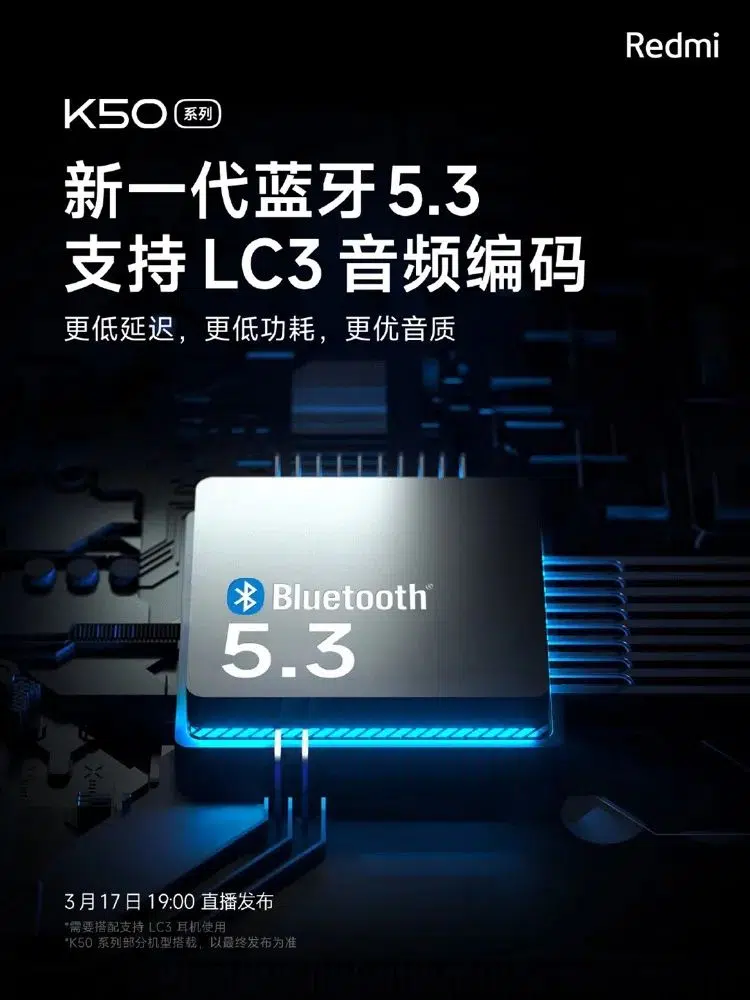 Redmi
K50 系列
新一代蓝牙5.3
支持 LC3 音频编码
更低延迟，更低功耗，更优音质
Bluetooth®
5.3
3月17日 19:00 直播发布
*需要搭配支持 LC3 耳机使用
*K50 系列部分机型搭载，以最终发布为准